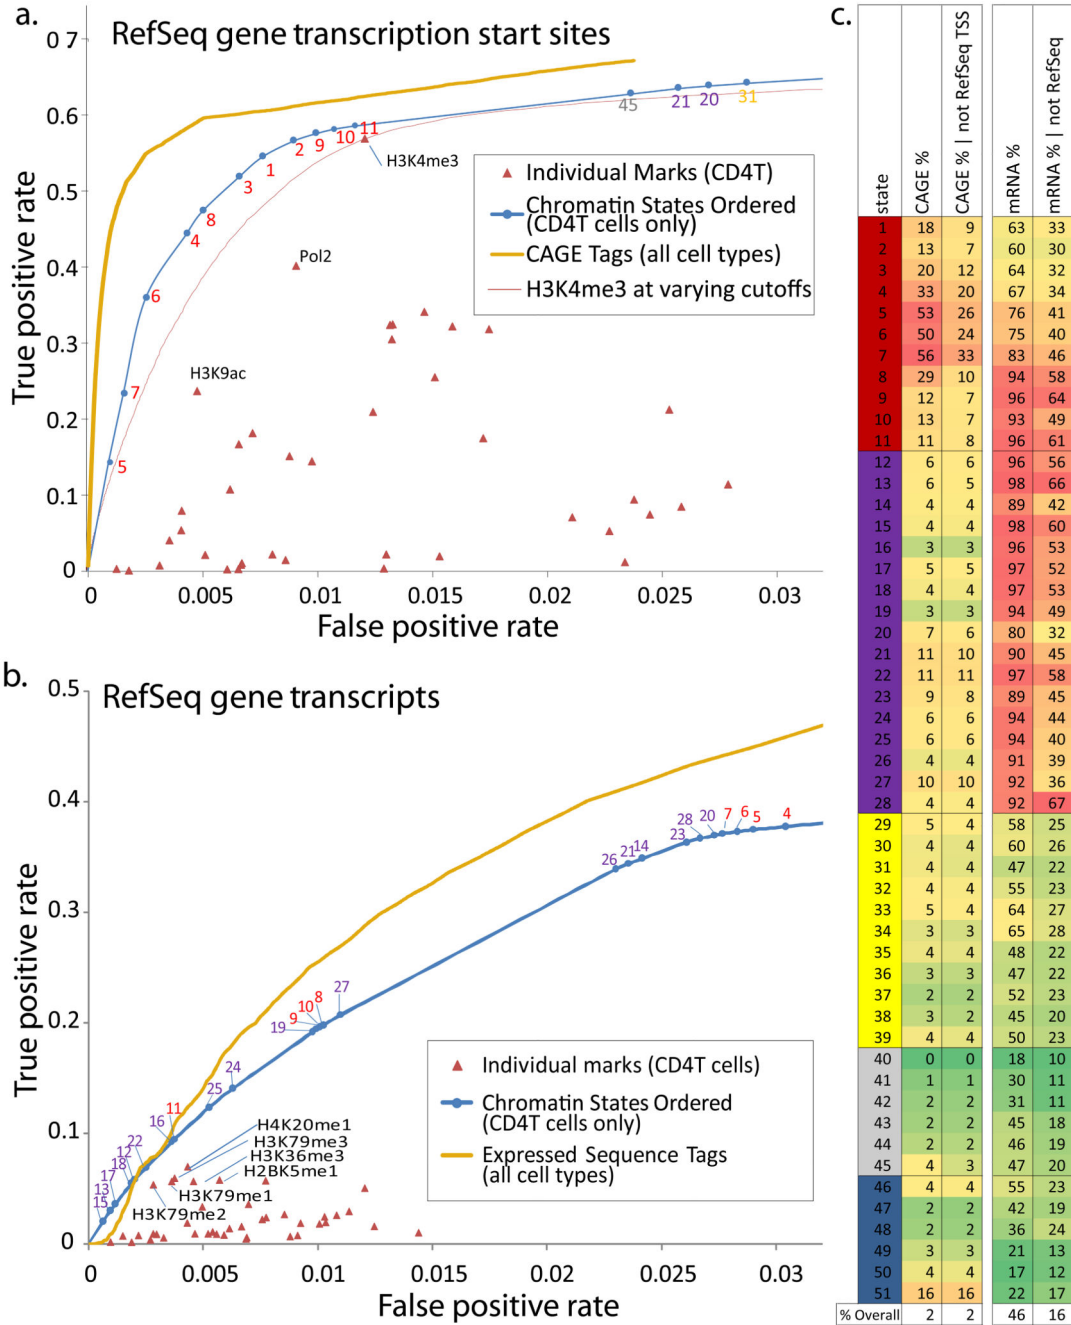 a.
RefSeq gene transcription start sites
0 7
0.6
0.5
0.4
0.3
0.2
0.1
0
True positive rate
45
21
20
31
11
10
9
2
1
3
8
4
6
7
5
H3K4me3
Pol2
H3K9ac
Individual Marks (CD4T)
Chromatin States Ordered
(CD4T cells only)
CAGE Tags (all cell types)
H3K4me3 at varying cutoffs
0 0.005 0.01 0.015 0.02 0.025 0.03
False positive rate
b.
RefSeq gene transcripts
0.5
0.4
0.3
0.2
0.1
0
True positive rate
4
5
6
7
20
28
23
14
21
26
27
8
10
9
19
24
25
11
16
22
12
18
17
13
15
H4K20me1
H3K79me3
H3K36me3
H2BK5me1
H3K79me1
H3K79me2
Individual marks (CD4T cells)
Chromatin States Ordered
(CD4T cells only)
Expressed Sequence Tags
(all cell types)
0 0.005 0.01 0.015 0.02 0.025 0.03
False positive rate
c.
state CAGE % CAGE % | not RefSeq TSS mRNA % mRNA % | not RefSeq
1 18 9 63 33
2 13 7 60 30
3 20 12 64 32
4 33 20 67 34
5 53 26 76 41
6 50 24 75 40
7 56 33 83 46
8 29 10 94 58
9 12 7 96 64
10 13 7 93 49
11 11 8 96 61
12 6 6 96 56
13 6 5 98 66
14 4 4 89 42
15 4 4 98 60
16 3 3 96 53
17 5 5 97 52
18 4 4 97 53
19 3 3 94 49
20 7 6 80 32
21 11 10 90 45
22 11 11 97 58
23 9 8 89 45
24 6 6 94 44
25 6 6 94 40
26 4 4 91 39
27 10 10 92 36
28 4 4 92 67
29 5 4 58 25
30 4 4 60 26
31 4 4 47 22
32 4 4 55 23
33 5 4 64 27
34 3 3 65 28
35 4 4 48 22
36 3 3 47 22
37 2 2 52 23
38 3 2 45 20
39 4 4 50 23
40 0 0 18 10
41 1 1 30 11
42 2 2 31 11
43 2 2 45 18
44 2 2 46 19
45 4 3 47 20
46 4 4 55 23
47 2 2 42 19
48 2 2 36 24
49 3 3 21 13
50 4 4 17 12
51 16 16 22 17
% Overall 2 2 46 16